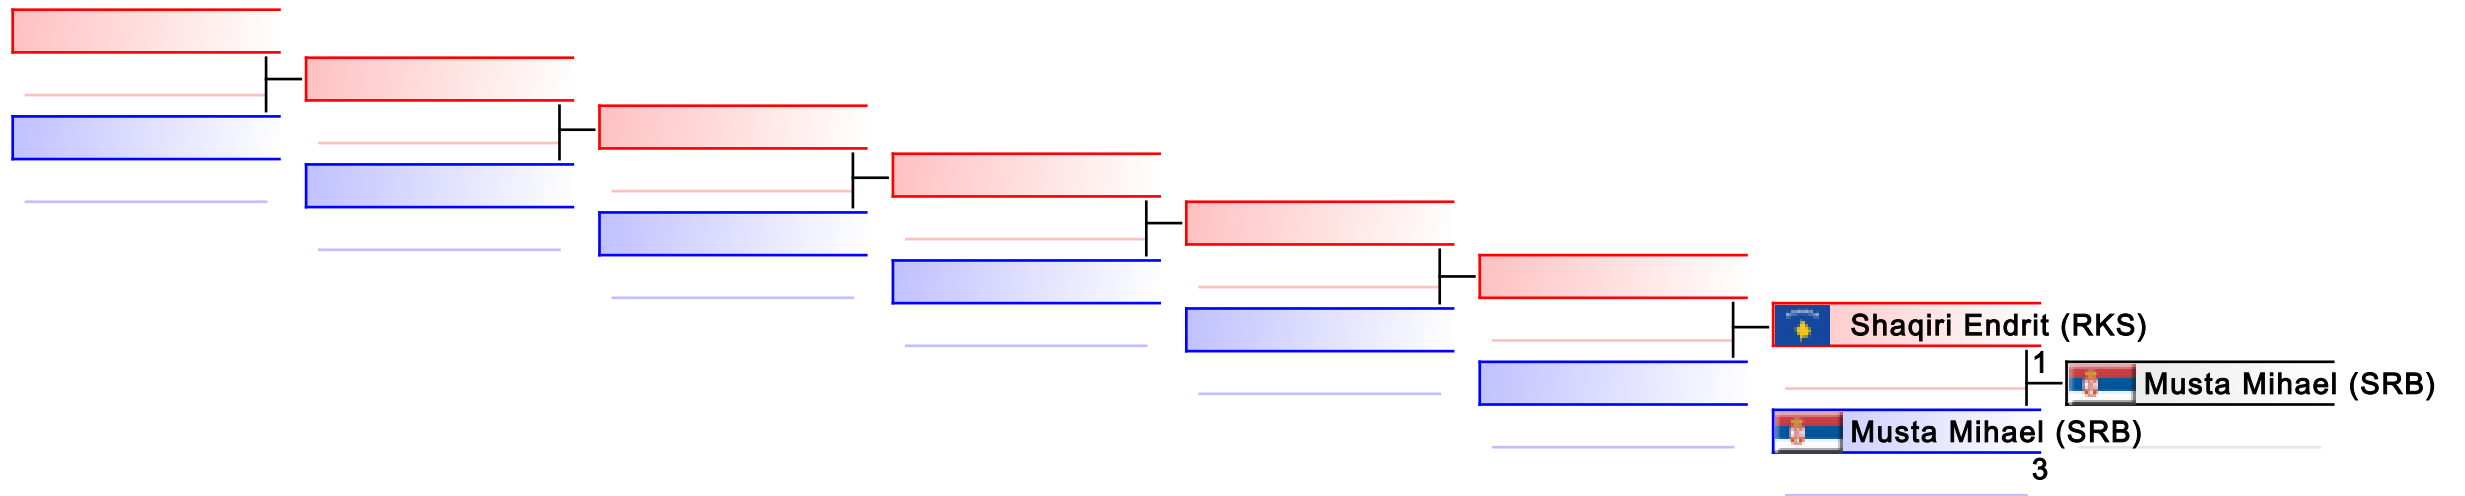 Shaqiri Endrit (RKS)
1
Musta Mihael (SRB)
Musta Mihael (SRB)
3